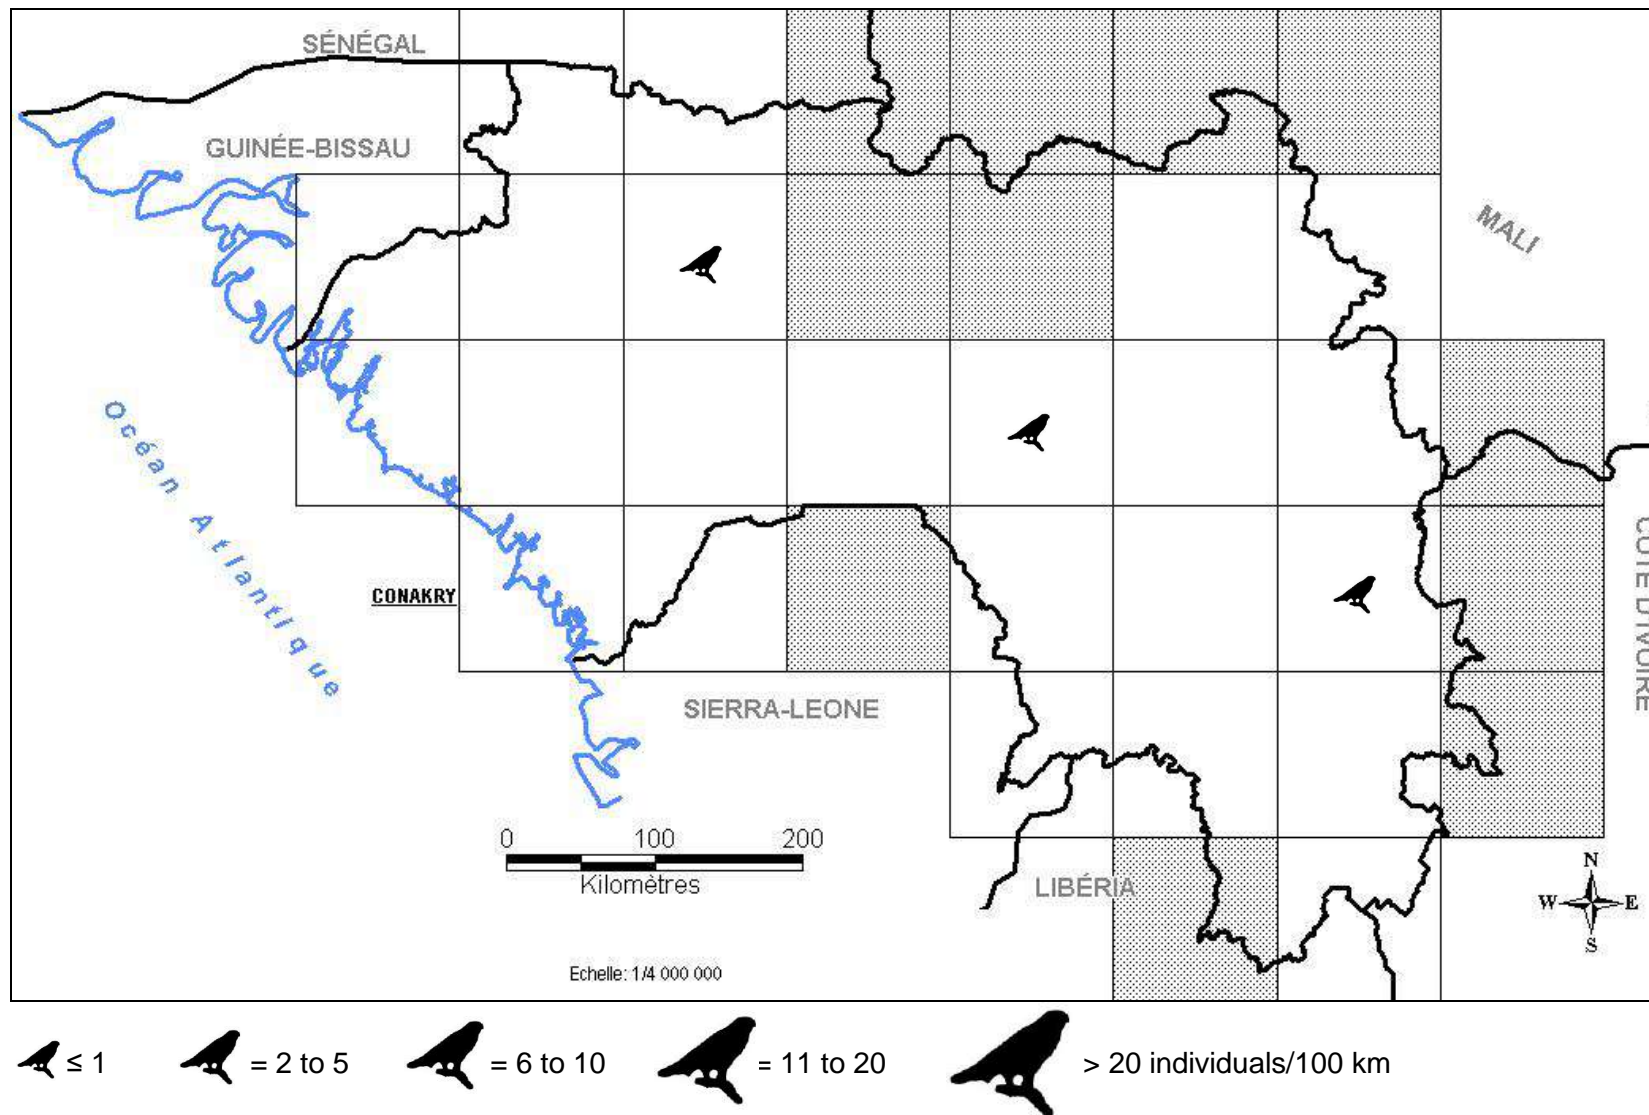 SÉNÉGAL
GUINÉE-BISSAU
MALI
Océan Atlantique
CONAKRY
CÔTE D'IVOIRE
SIERRA-LEONE
0 100 200
Kilomètres
LIBÉRIA
N
W E
S
Echelle: 1/4 000 000
≤ 1 = 2 to 5 = 6 to 10 = 11 to 20 > 20 individuals/100 km